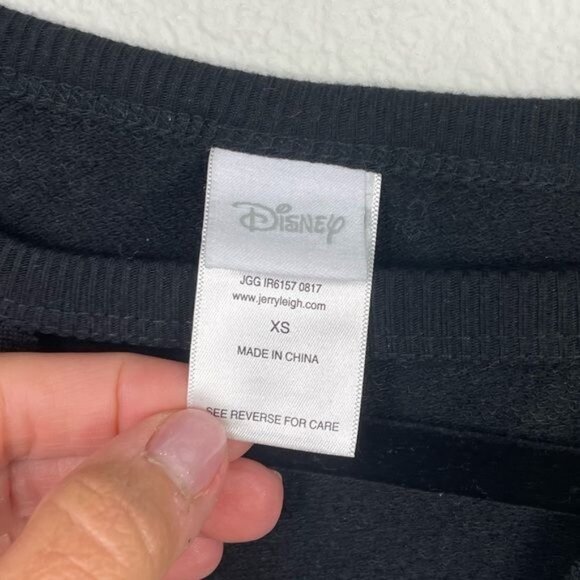 Disney
JGG IR6157 0817
www.jerryleigh.com
XS
MADE IN CHINA
SEE REVERSE FOR CARE